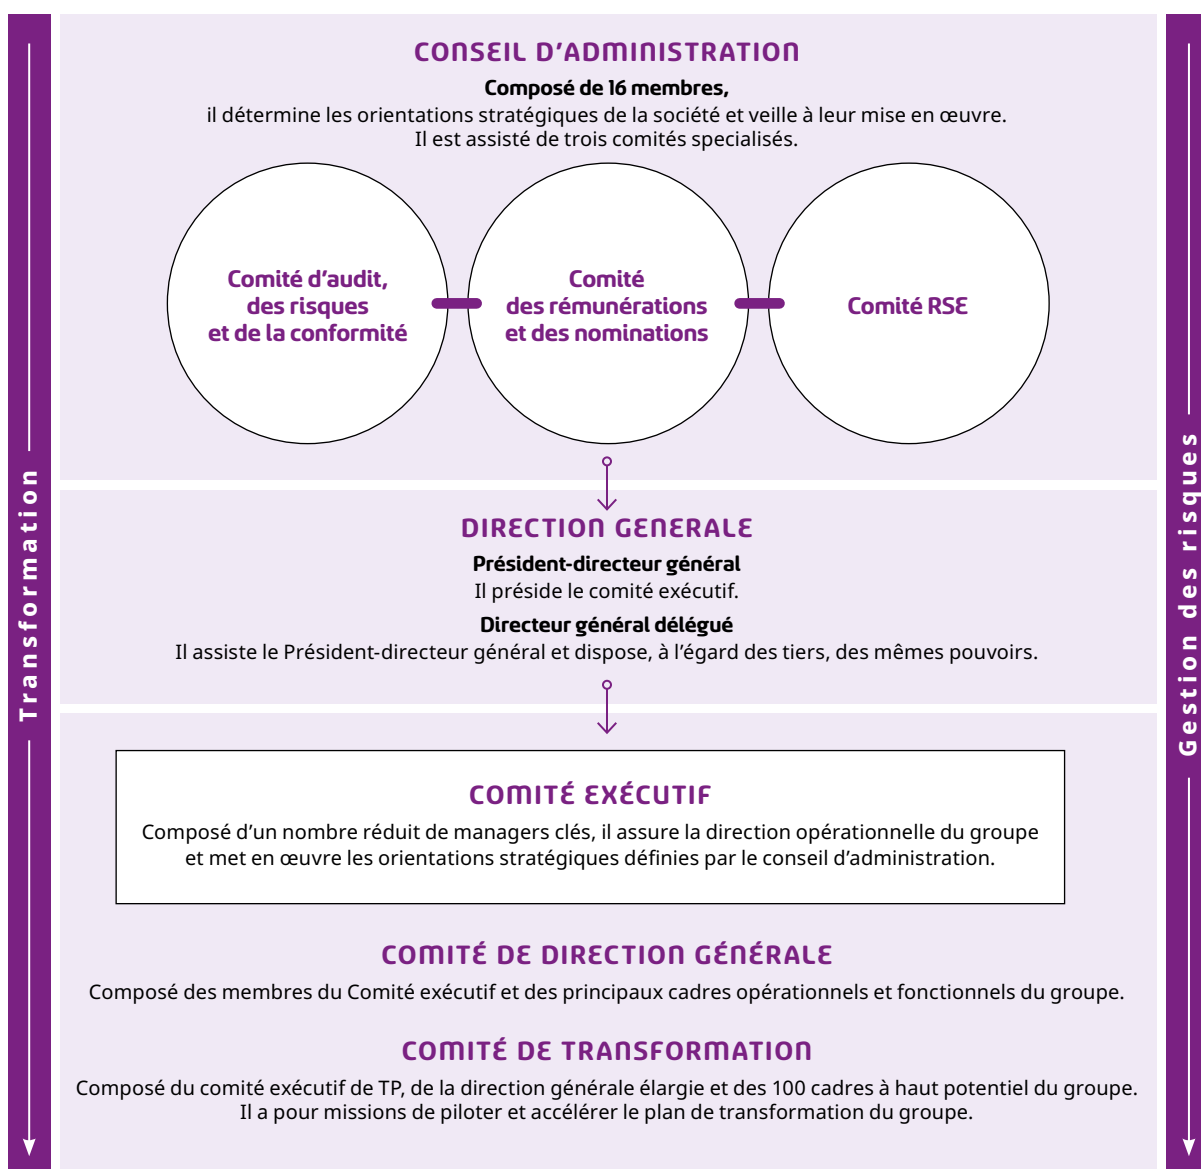 CONSEIL D'ADMINISTRATION
Composé de 16 membres,
il détermine les orientations stratégiques de la société et veille à leur mise en œuvre.
Il est assisté de trois comités specialisés.
Comité d'audit,
des risques
et de la conformité
Comité
des rémunérations
et des nominations
Comité RSE
DIRECTION GENERALE
Président-directeur général
Il préside le comité exécutif.
Directeur général délégué
Il assiste le Président-directeur général et dispose, à l'égard des tiers, des mêmes pouvoirs.
COMITÉ EXÉCUTIF
Composé d'un nombre réduit de managers clés, il assure la direction opérationnelle du groupe
et met en œuvre les orientations stratégiques définies par le conseil d'administration.
COMITÉ DE DIRECTION GÉNÉRALE
Composé des membres du Comité exécutif et des principaux cadres opérationnels et fonctionnels du groupe.
COMITÉ DE TRANSFORMATION
Composé du comité exécutif de TP, de la direction générale élargie et des 100 cadres à haut potentiel du groupe.
Il a pour missions de piloter et accélérer le plan de transformation du groupe.
Transformation
Gestion des risques